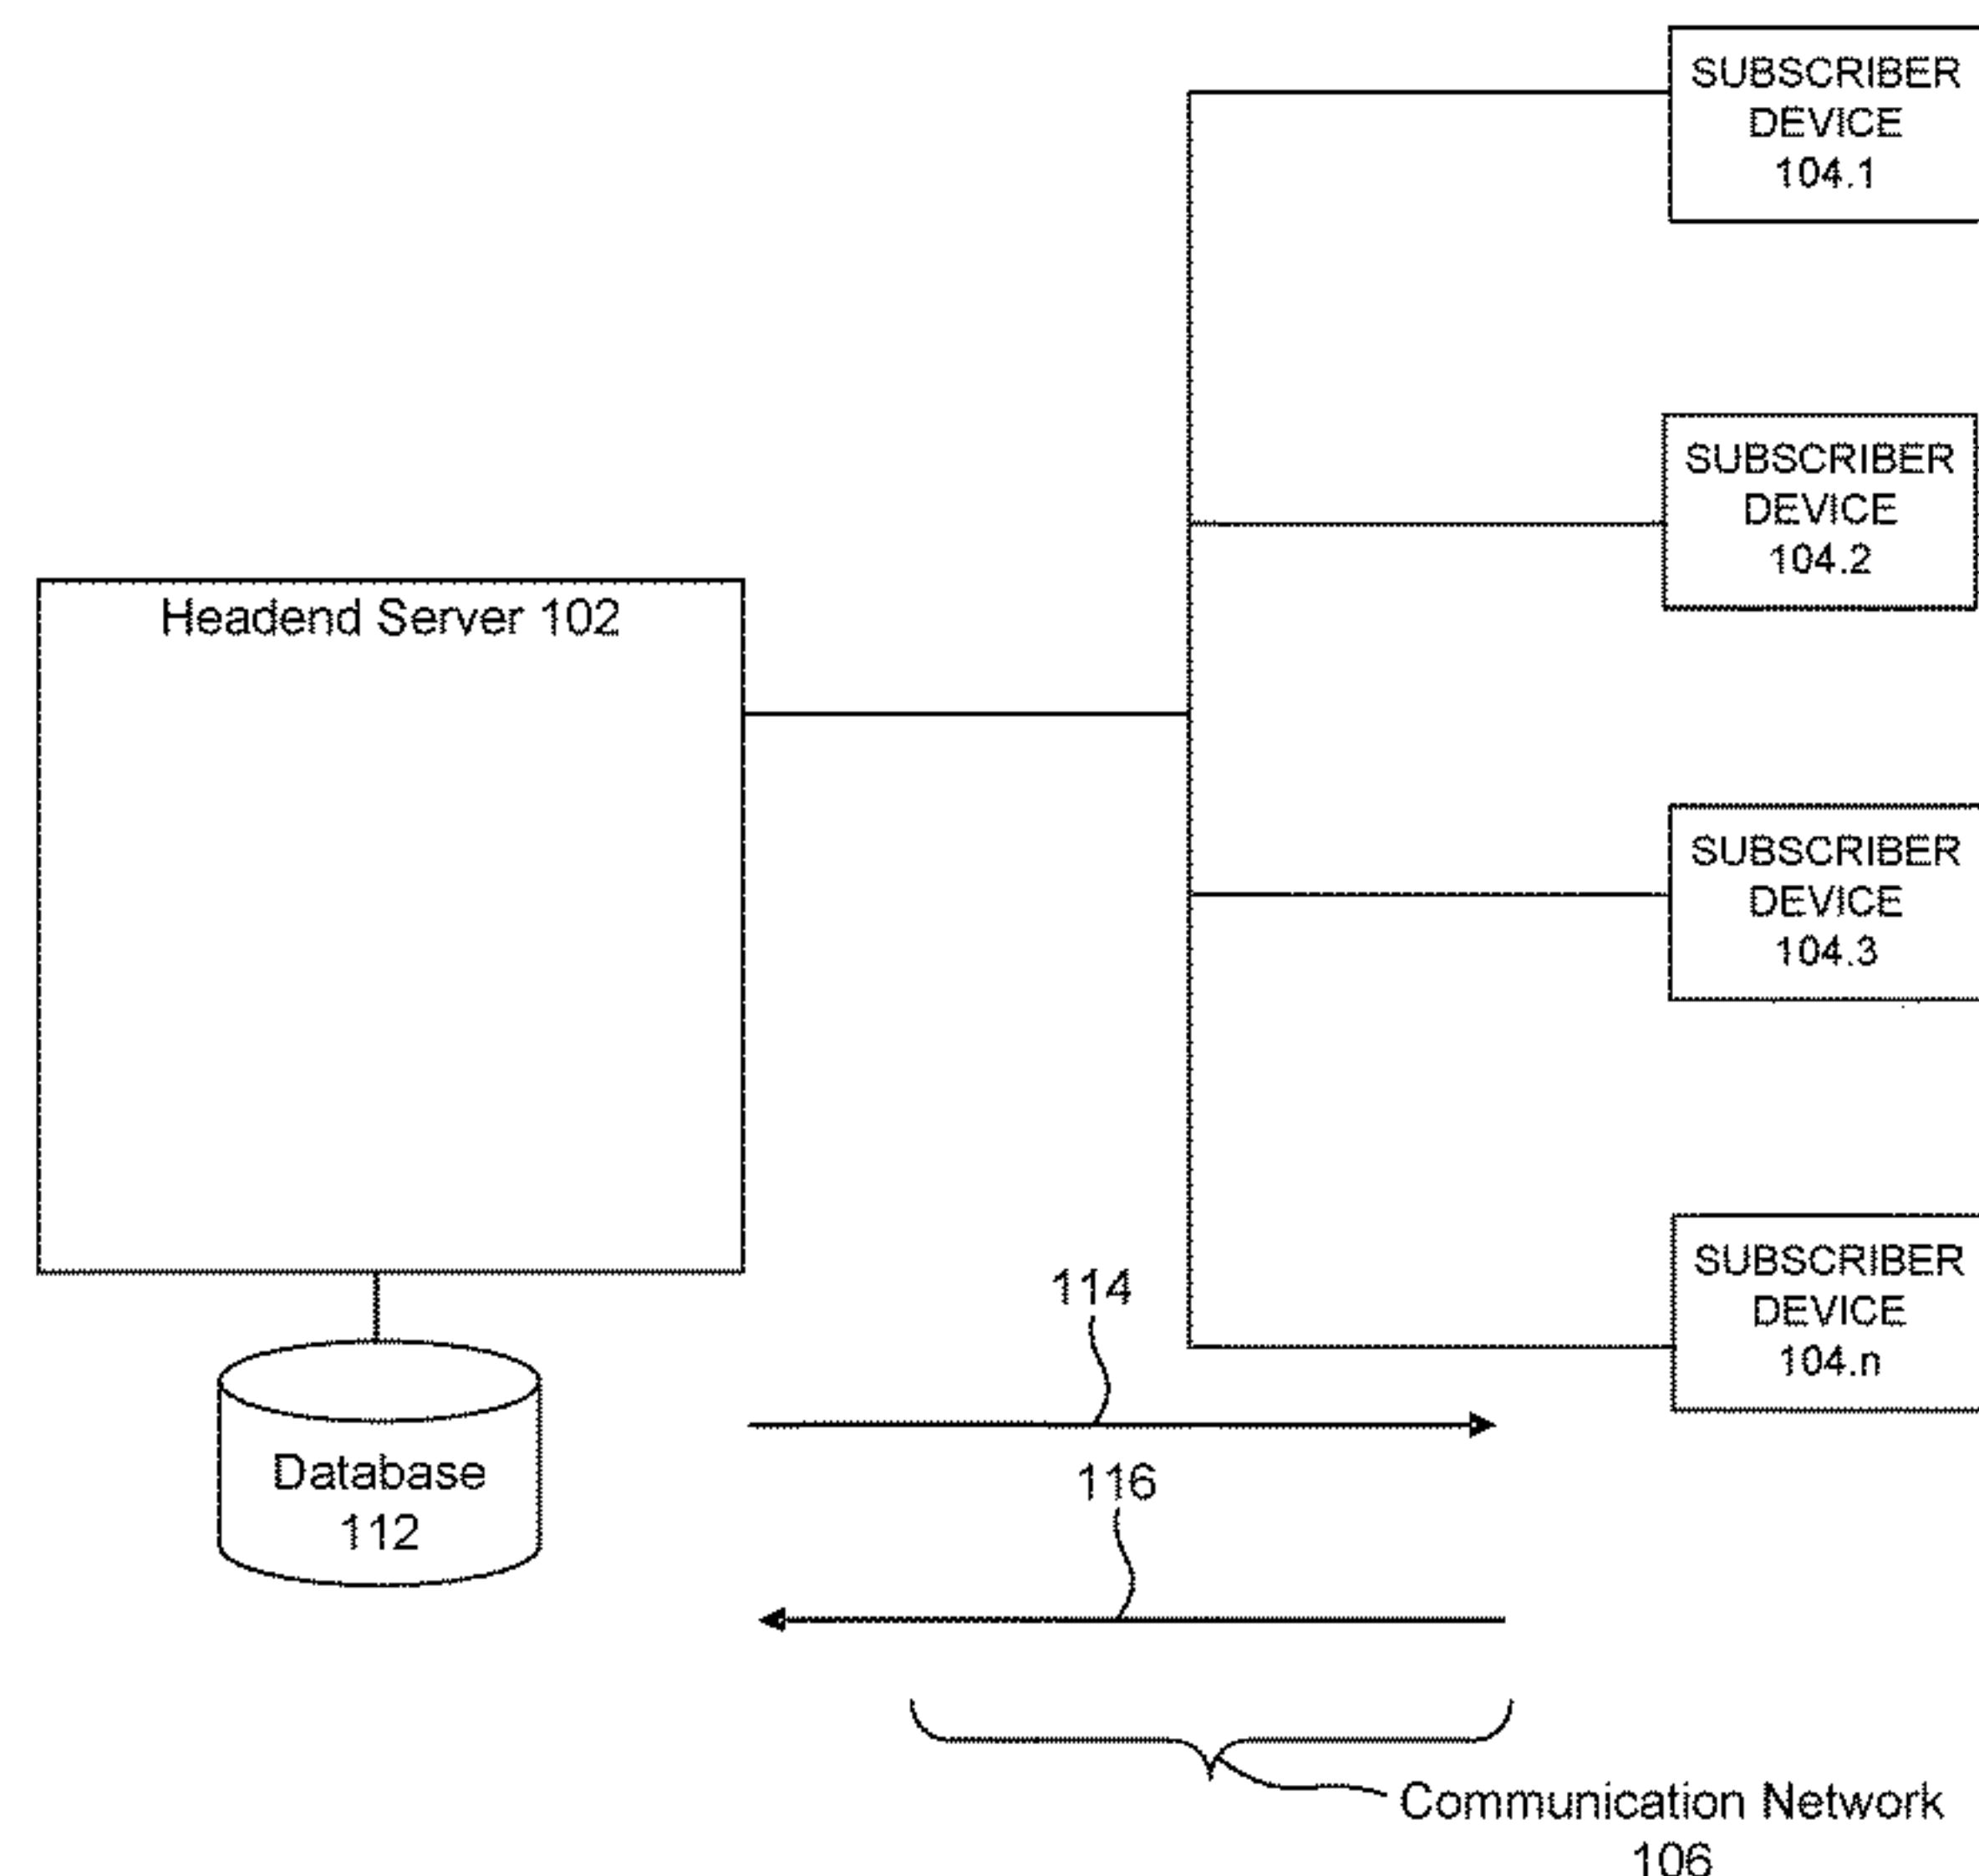 SUBSCRIBER
DEVICE
104.1
SUBSCRIBER
DEVICE
104.2
Headend Server 102
SUBSCRIBER
DEVICE
104.3
SUBSCRIBER
DEVICE
104.n
114
Database
112
116
Communication Network
106